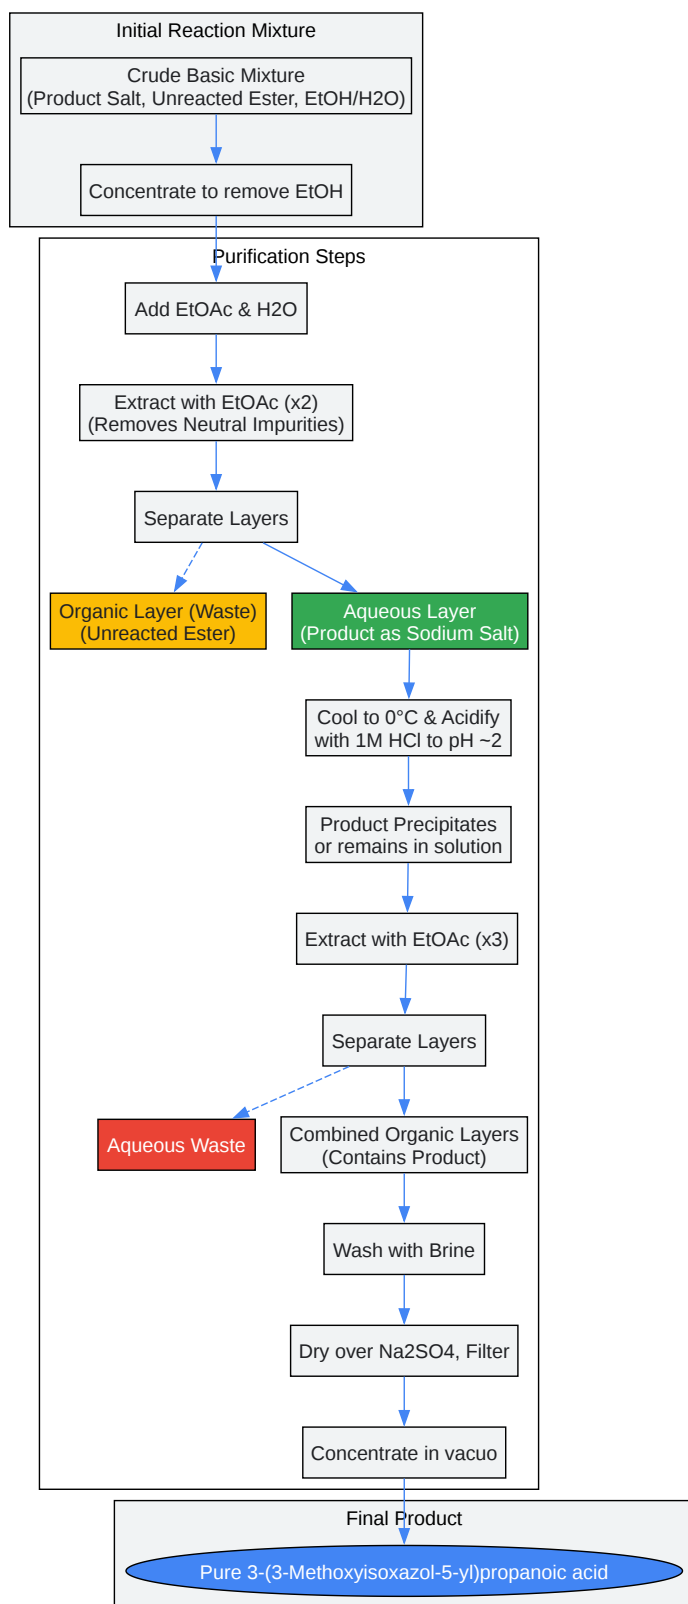 Initial Reaction Mixture
Crude Basic Mixture
(Product Salt, Unreacted Ester, EtOH/H2O)
Concentrate to remove EtOH
Purification Steps
Add EtOAc & H2O
Extract with EtOAc (x2)
(Removes Neutral Impurities)
Separate Layers
Organic Layer (Waste)
(Unreacted Ester)
Aqueous Layer
(Product as Sodium Salt)
Cool to 0°C & Acidify
with 1M HCl to pH ~2
Product Precipitates
or remains in solution
Extract with EtOAc (x3)
Separate Layers
Aqueous Waste
Combined Organic Layers
(Contains Product)
Wash with Brine
Dry over Na2SO4, Filter
Concentrate in vacuo
Final Product
Pure 3-(3-Methoxyisoxazol-5-yl)propanoic acid